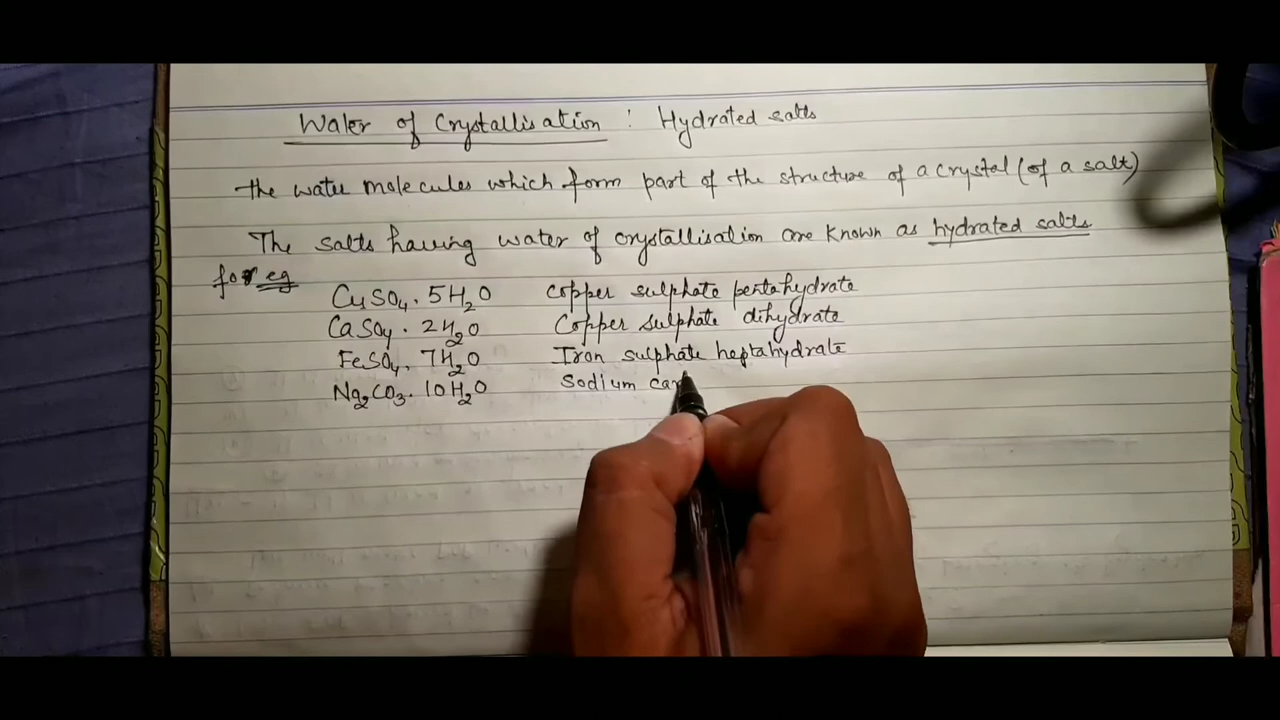 Water of Crystallisation : Hydrated salts
the water molecules which form part of the structure of a crystal (of a salt)
The salts having water of crystallisation are known as hydrated salts
for eg
CuSO4. 5H2O Copper sulphate pentahydrate
CaSO4 . 2H2O Copper sulphate dihydrate
FeSO4. 7H2O Iron sulphate heptahydrate
Na2CO3. 10H2O Sodium car